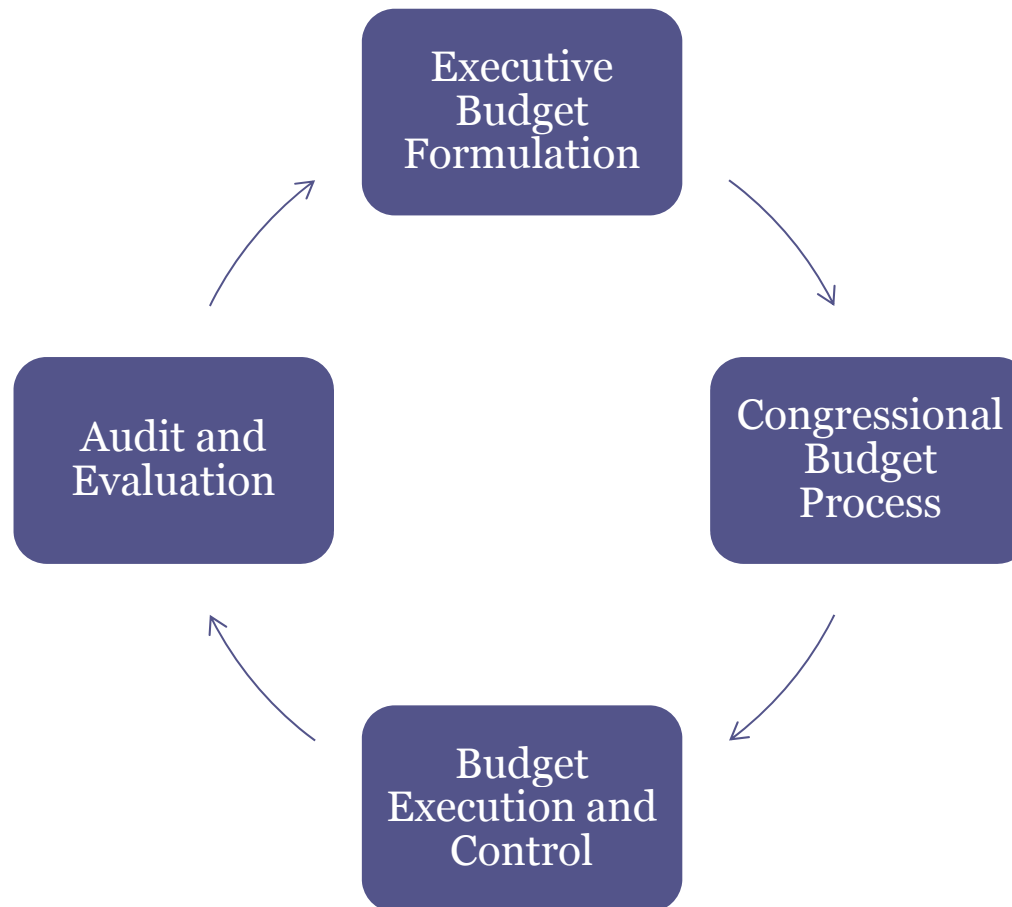 Executive
Budget
Formulation
Audit and
Evaluation
Congressional
Budget
Process
Budget
Execution and
Control